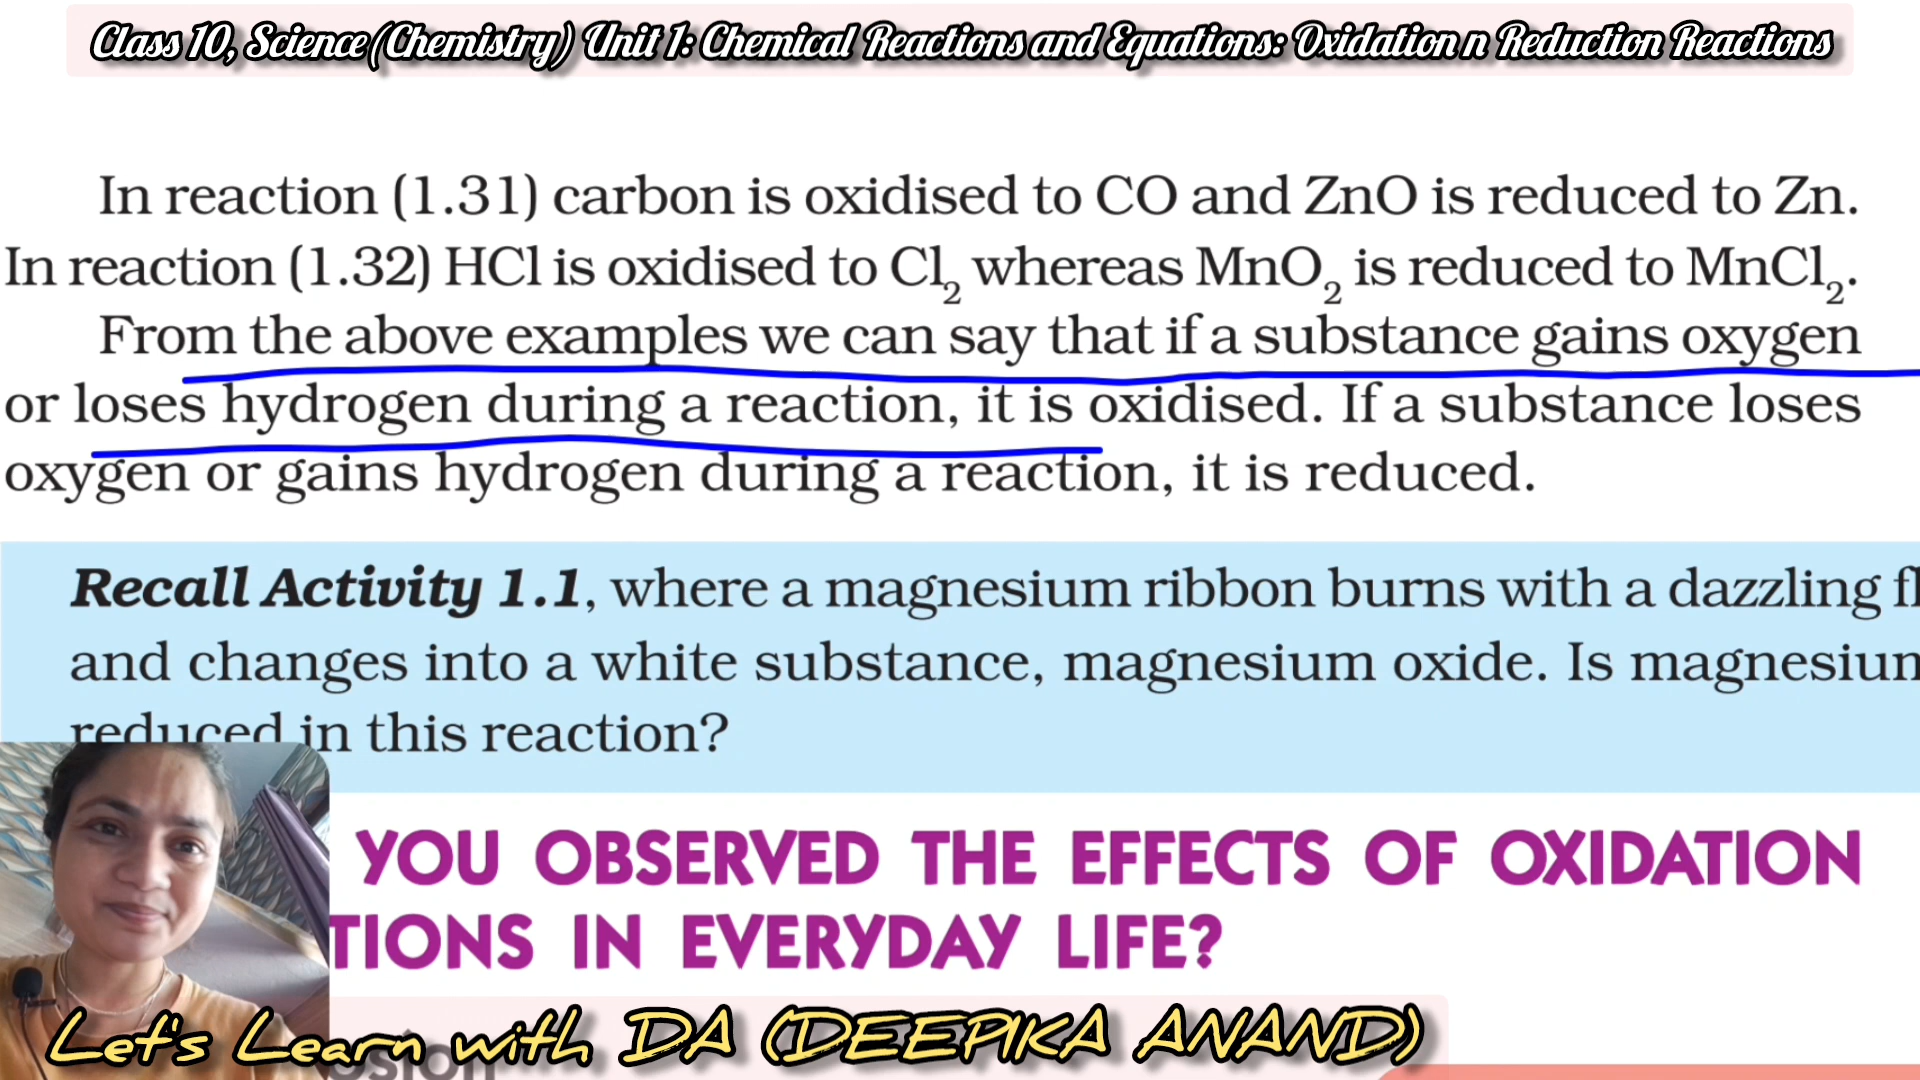 Class 10, Science(Chemistry) Unit 1: Chemical Reactions and Equations: Oxidation n Reduction Reactions
In reaction (1.31) carbon is oxidised to CO and ZnO is reduced to Zn.
In reaction (1.32) HCl is oxidised to Cl₂ whereas MnO₂ is reduced to MnCl₂.
From the above examples we can say that if a substance gains oxygen
or loses hydrogen during a reaction, it is oxidised. If a substance loses
oxygen or gains hydrogen during a reaction, it is reduced.
Recall Activity 1.1, where a magnesium ribbon burns with a dazzling
and changes into a white substance, magnesium oxide. Is magnesium
reduced in this reaction?
YOU OBSERVED THE EFFECTS OF OXIDATION
TIONS IN EVERYDAY LIFE?
Let's Learn with DA (DEEPIKA ANAND)